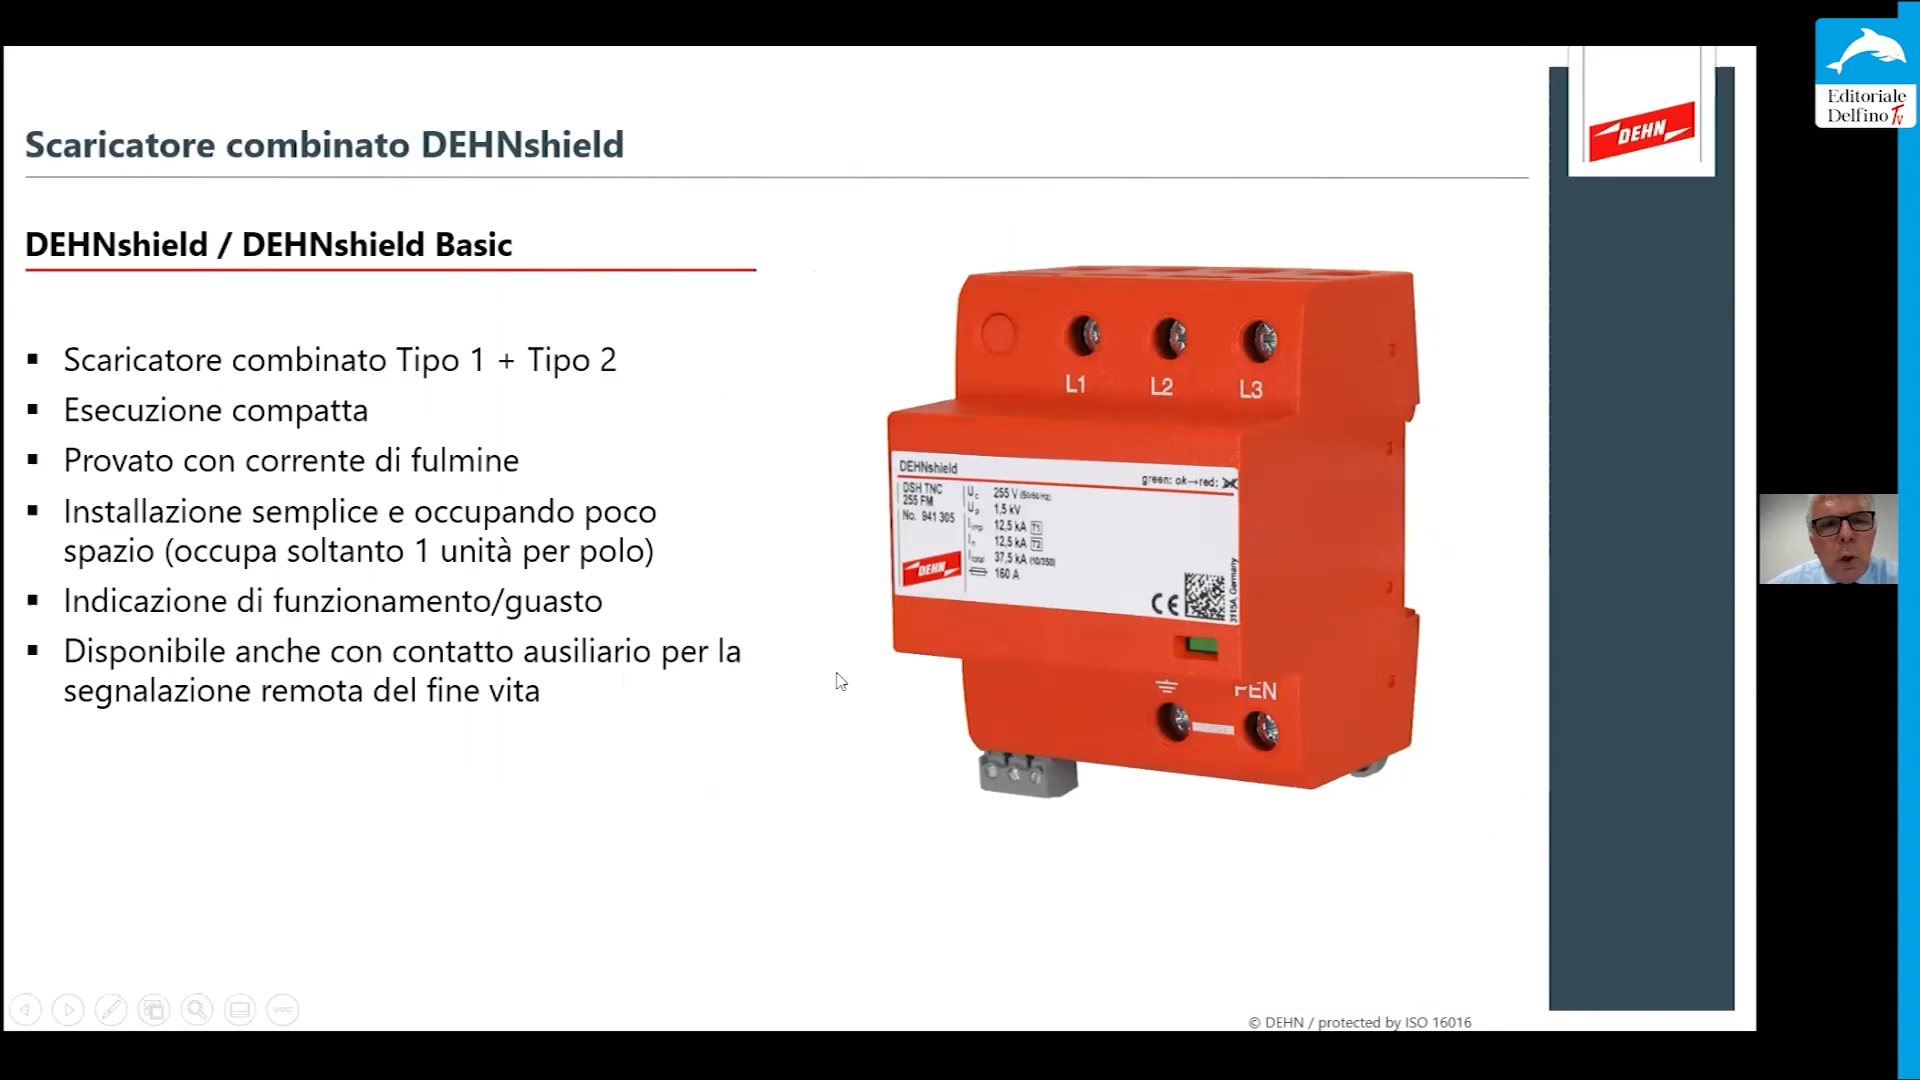 Scaricatore combinato DEHNshield
DEHNshield / DEHNshield Basic
▪ Scaricatore combinato Tipo 1 + Tipo 2
▪ Esecuzione compatta
▪ Provato con corrente di fulmine
▪ Installazione semplice e occupando poco
spazio (occupa soltanto 1 unità per polo)
▪ Indicazione di funzionamento/guasto
▪ Disponibile anche con contatto ausiliario per la
segnalazione remota del fine vita
L1 L2 L3
DEHNshield
green: ok→red:
DSH TNC
255 FM
No. 941 305
Uc 255 V (50/60 Hz)
Up 1,5 kV
Iimp 12,5 kA T1
In 12,5 kA T2
Itotal 37,5 kA (10/350)
160 A
DEHN
CE
3115A, Germany
PEN
DEHN
Editoriale
Delfino Tv
© DEHN / protected by ISO 16016